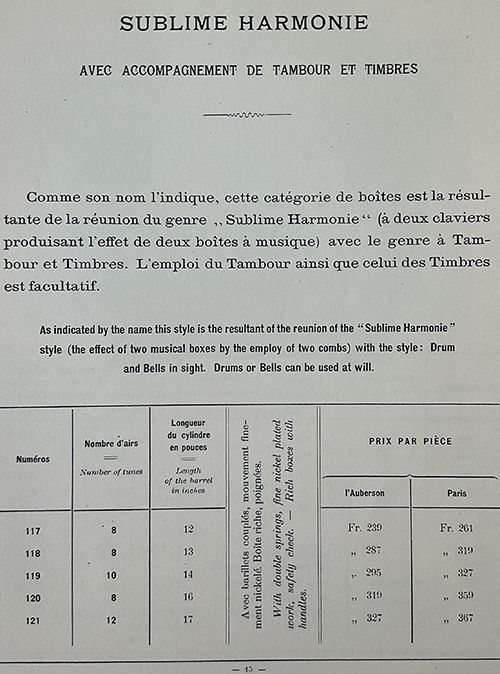 SUBLIME HARMONIE
AVEC ACCOMPAGNEMENT DE TAMBOUR ET TIMBRES
Comme son nom l'indique, cette catégorie de boîtes est la résul-
tante de la réunion du genre ,, Sublime Harmonie“ (à deux claviers
produisant l'effet de deux boîtes à musique) avec le genre à Tam-
bour et Timbres. L'emploi du Tambour ainsi que celui des Timbres
est facultatif.
As indicated by the name this style is the resultant of the reunion of the “Sublime Harmonie”
style (the effect of two musical boxes by the employ of two combs) with the style: Drum
and Bells in sight. Drums or Bells can be used at will.
Numéros
Nombre d'airs
Number of tunes
Longueur
du cylindre
en pouces
Length
of the barrel
in inches
Avec barillets couplés, mouvement fine-
ment nickelé. Boîte riche, poignées.
With double springs, fine nickel plated
work, safety check. — Rich boxes with
handles.
PRIX PAR PIÈCE
l'Auberson Paris
117 8 12 Fr. 239 Fr. 261
118 8 13 „ 287 „ 319
119 10 14 „ 295 „ 327
120 8 16 „ 319 „ 359
121 12 17 „ 327 „ 367
— 15 —